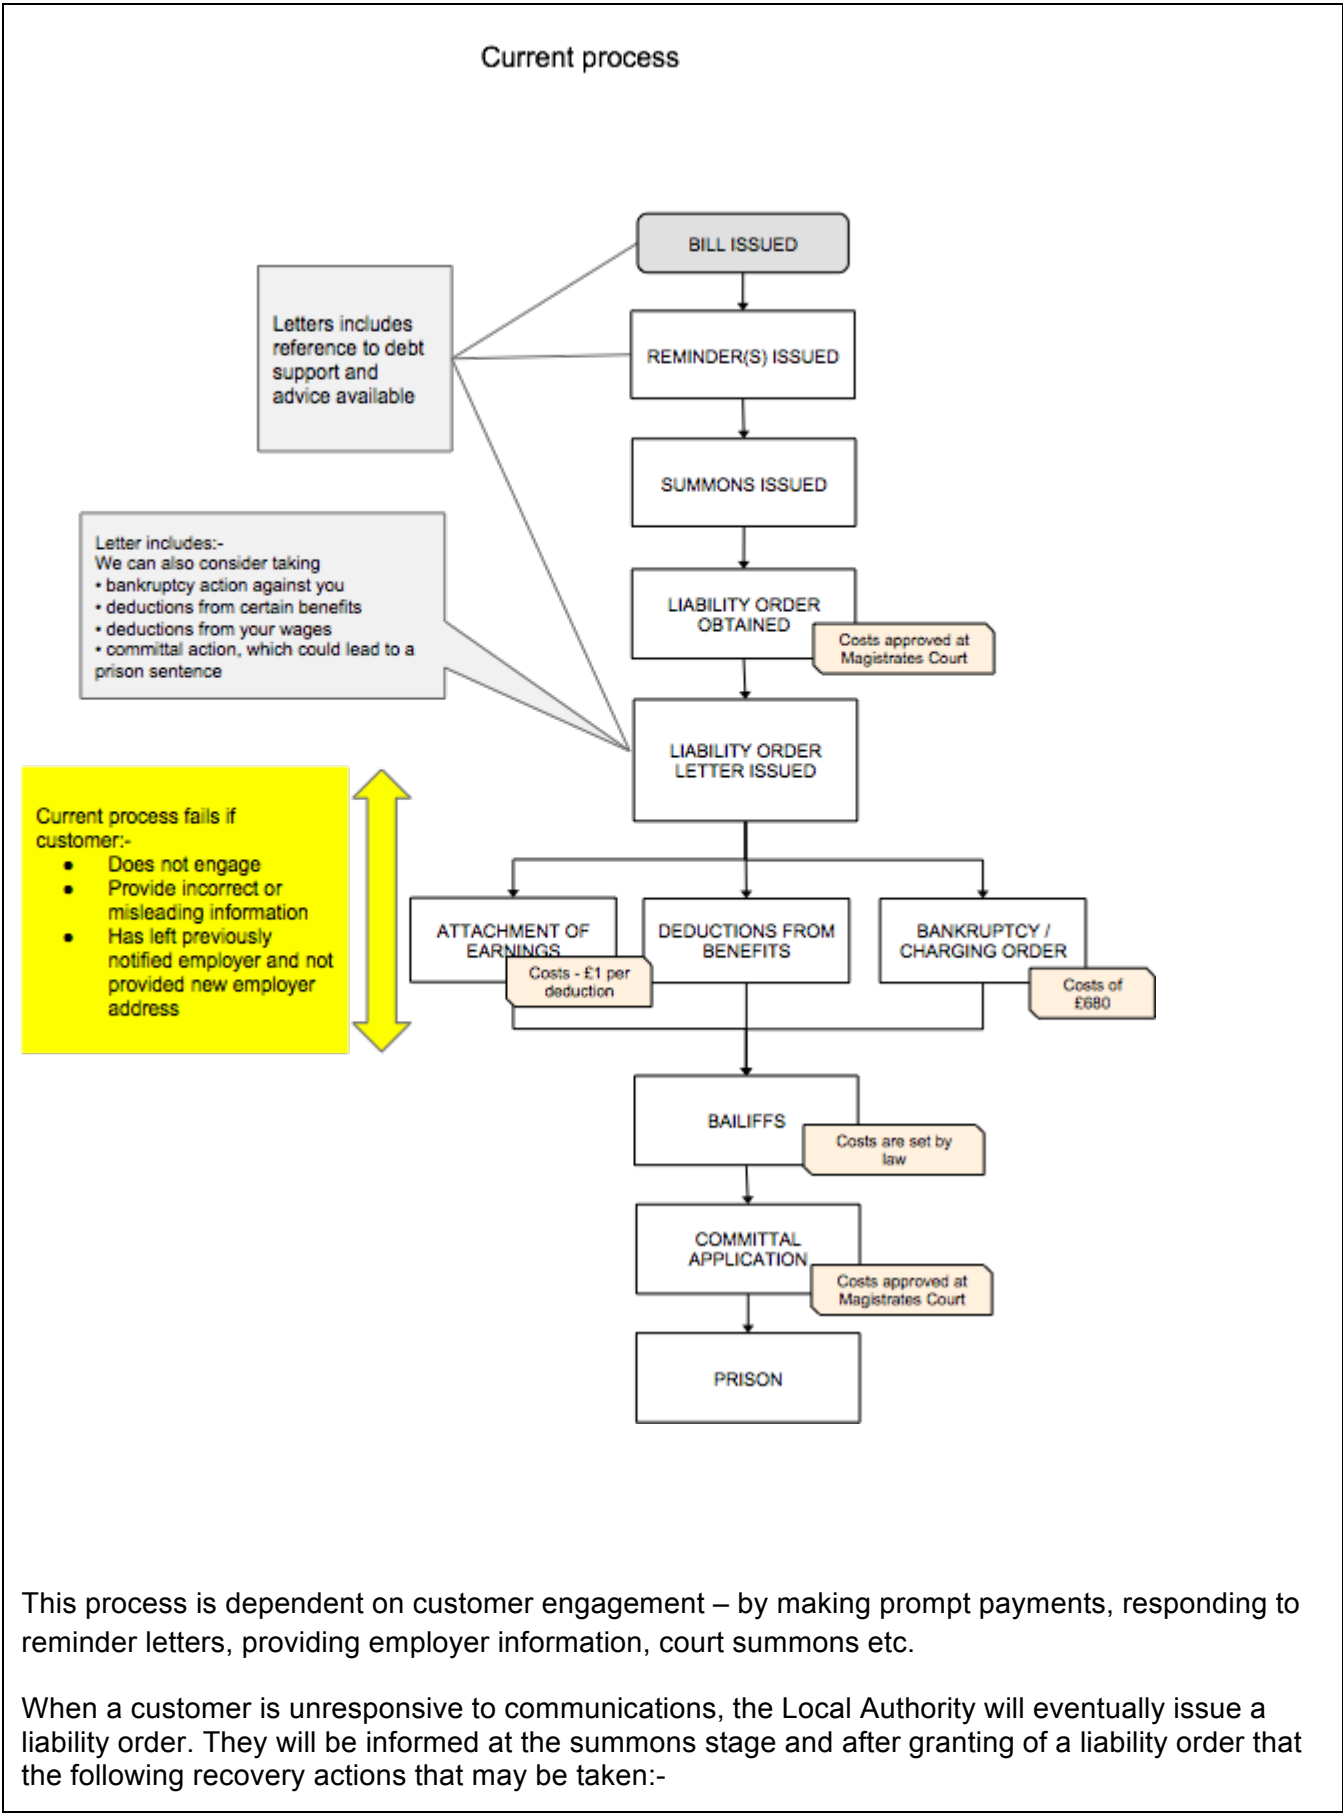 Current process
BILL ISSUED
Letters includes
reference to debt
support and
advice available
REMINDER(S) ISSUED
SUMMONS ISSUED
Letter includes:-
We can also consider taking
• bankruptcy action against you
• deductions from certain benefits
• deductions from your wages
• committal action, which could lead to a
prison sentence
LIABILITY ORDER
OBTAINED
Costs approved at
Magistrates Court
LIABILITY ORDER
LETTER ISSUED
Current process fails if
customer:-
● Does not engage
● Provide incorrect or
misleading information
● Has left previously
notified employer and not
provided new employer
address
ATTACHMENT OF
EARNINGS
Costs - £1 per
deduction
DEDUCTIONS FROM
BENEFITS
BANKRUPTCY /
CHARGING ORDER
Costs of
£680
BAILIFFS
Costs are set by
law
COMMITTAL
APPLICATION
Costs approved at
Magistrates Court
PRISON
This process is dependent on customer engagement – by making prompt payments, responding to
reminder letters, providing employer information, court summons etc.
When a customer is unresponsive to communications, the Local Authority will eventually issue a
liability order. They will be informed at the summons stage and after granting of a liability order that
the following recovery actions that may be taken:-